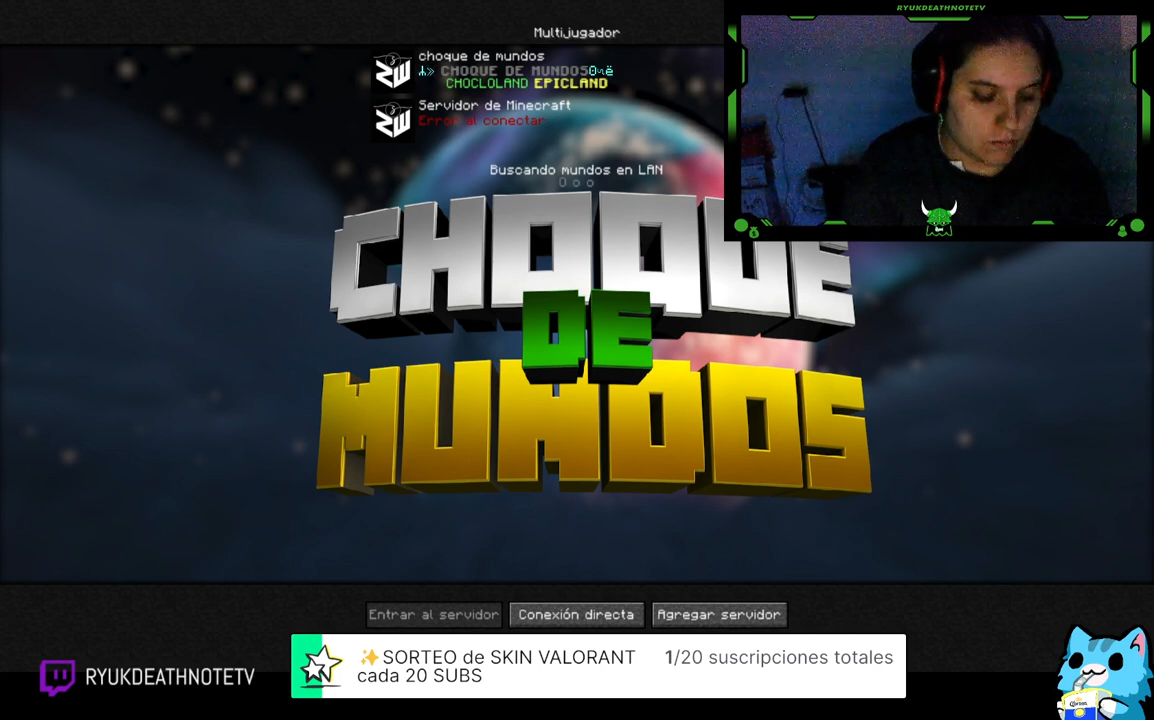 RYUKDEATHNOTETV
Multijugador
choque de mundos
CHOQUE DE MUNDOS
CHOCLOLAND EPICLAND
Servidor de Minecraft
Error al conectar
Buscando mundos en LAN
CHOQUE
DE
MUNDOS
Entrar al servidor
Conexión directa
Agregar servidor
RYUKDEATHNOTETV
✨SORTEO de SKIN VALORANT
cada 20 SUBS
1/20 suscripciones totales
Corona